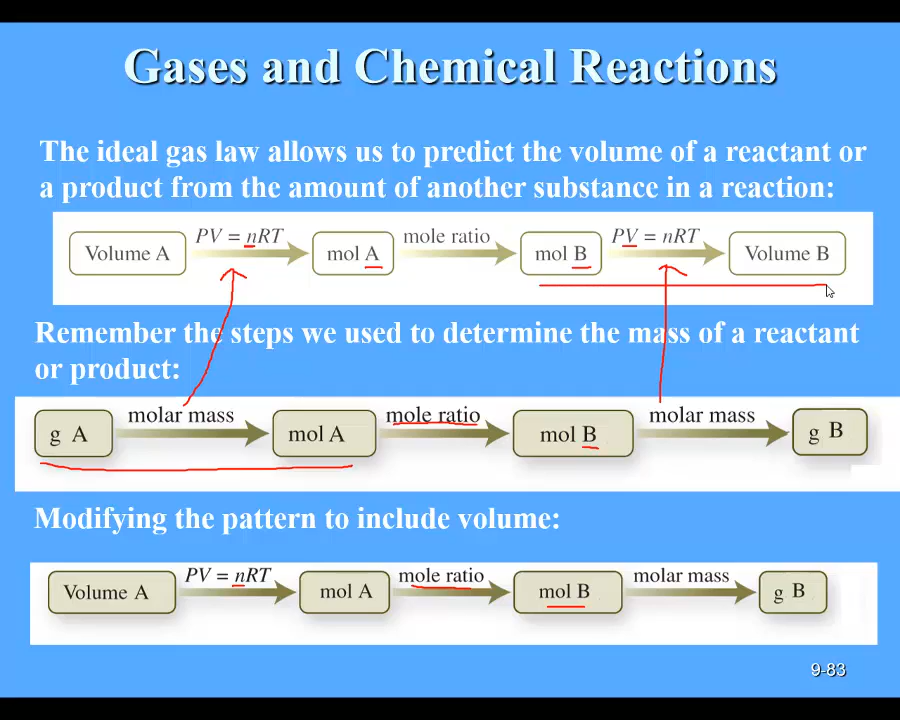 Gases and Chemical Reactions
The ideal gas law allows us to predict the volume of a reactant or
a product from the amount of another substance in a reaction:
Volume A PV = nRT mol A mole ratio mol B PV = nRT Volume B
Remember the steps we used to determine the mass of a reactant
or product:
g A molar mass mol A mole ratio mol B molar mass g B
Modifying the pattern to include volume:
Volume A PV = nRT mol A mole ratio mol B molar mass g B
9-83